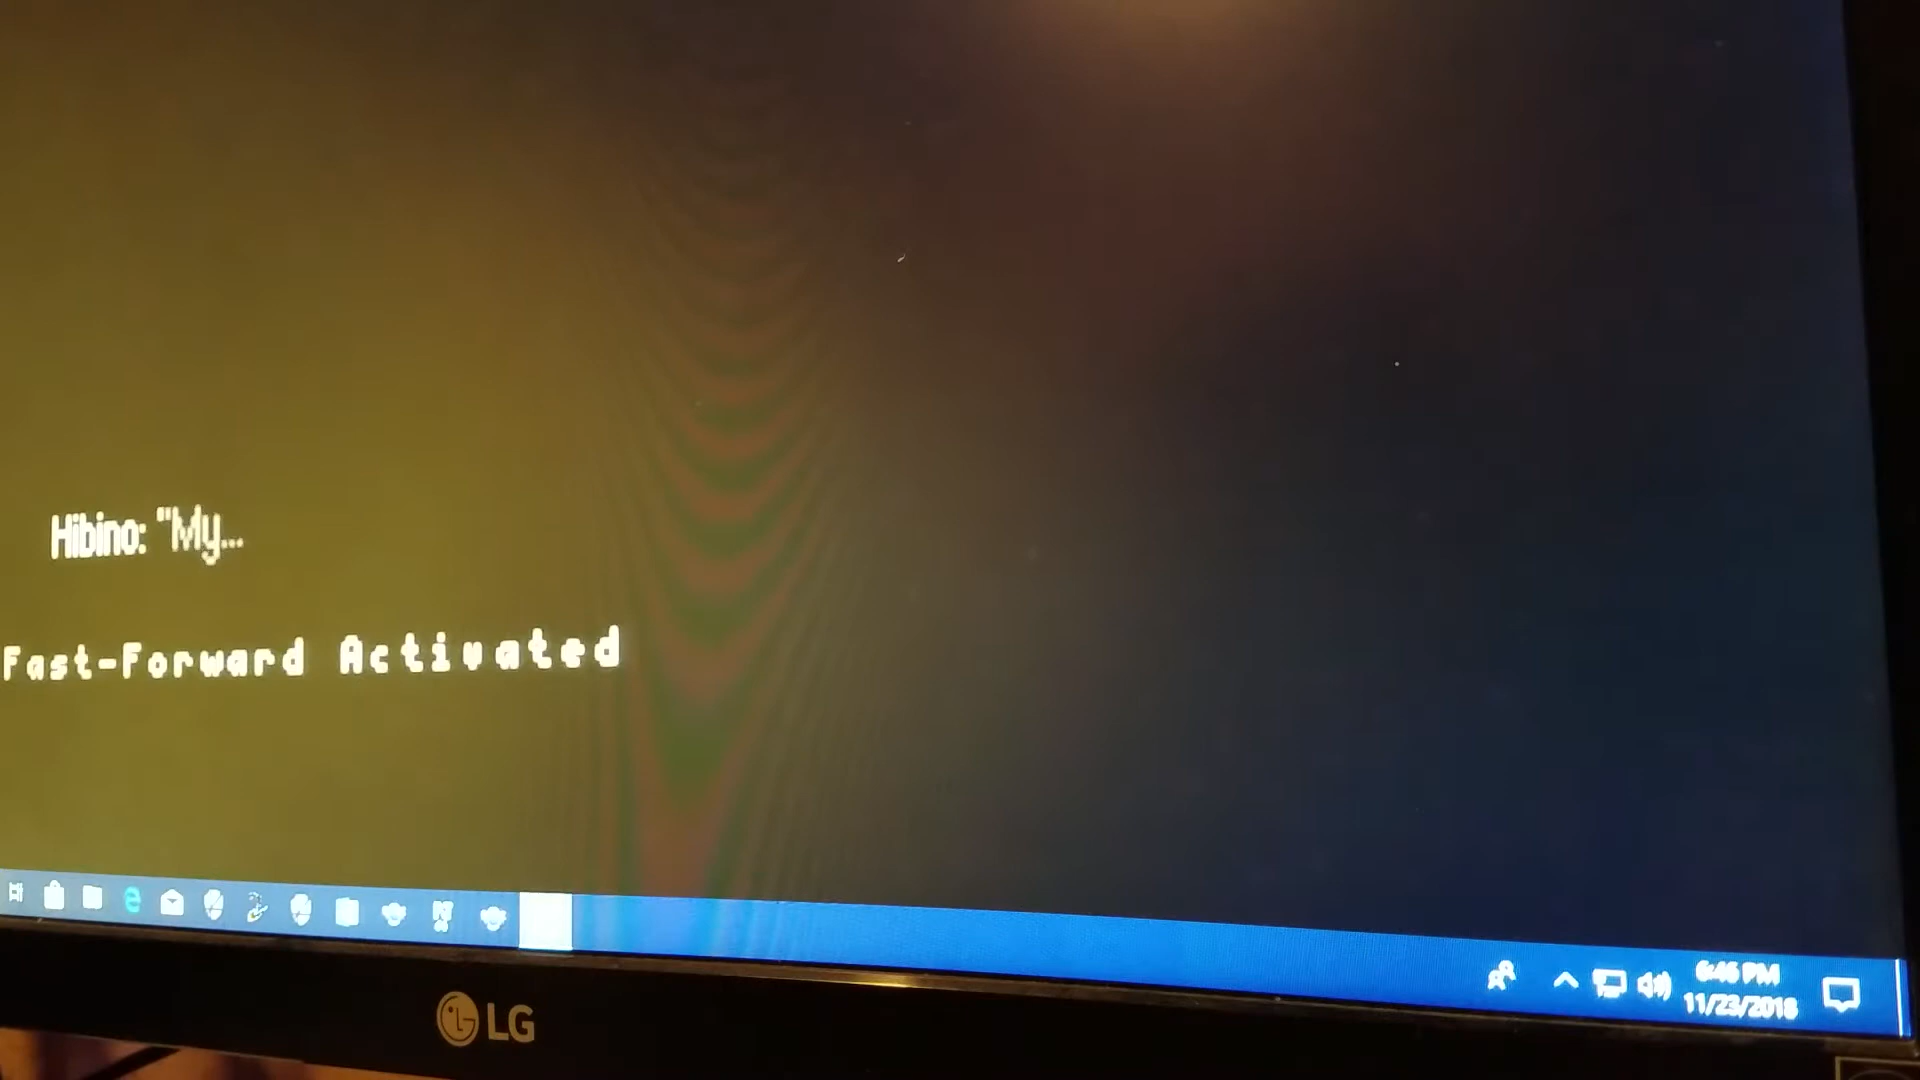 Hibino: "My...
Fast-Forward Activated
6:46 PM
11/23/2018
LG